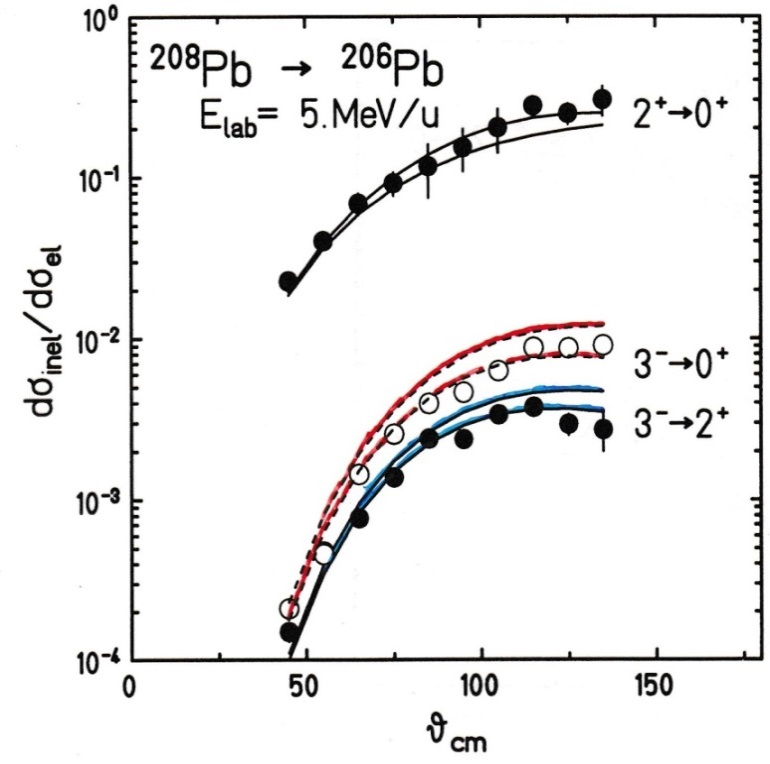 10⁰
²⁰⁸Pb → ²⁰⁶Pb
E_lab= 5.MeV/u
2⁺→0⁺
10⁻¹
dσ_inel/dσ_el
10⁻²
3⁻→0⁺
3⁻→2⁺
10⁻³
10⁻⁴
0 50 100 150
ϑ_cm